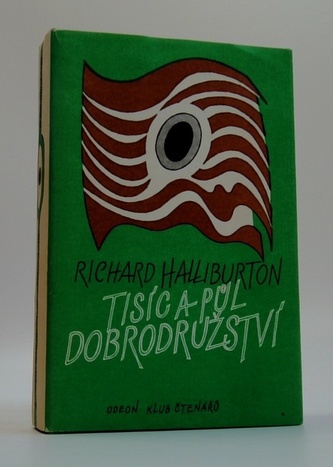 RICHARD HALLIBURTON
TISÍC A PŮL
DOBRODRUŽSTVÍ
ODEON KLUB ČTENÁŘŮ